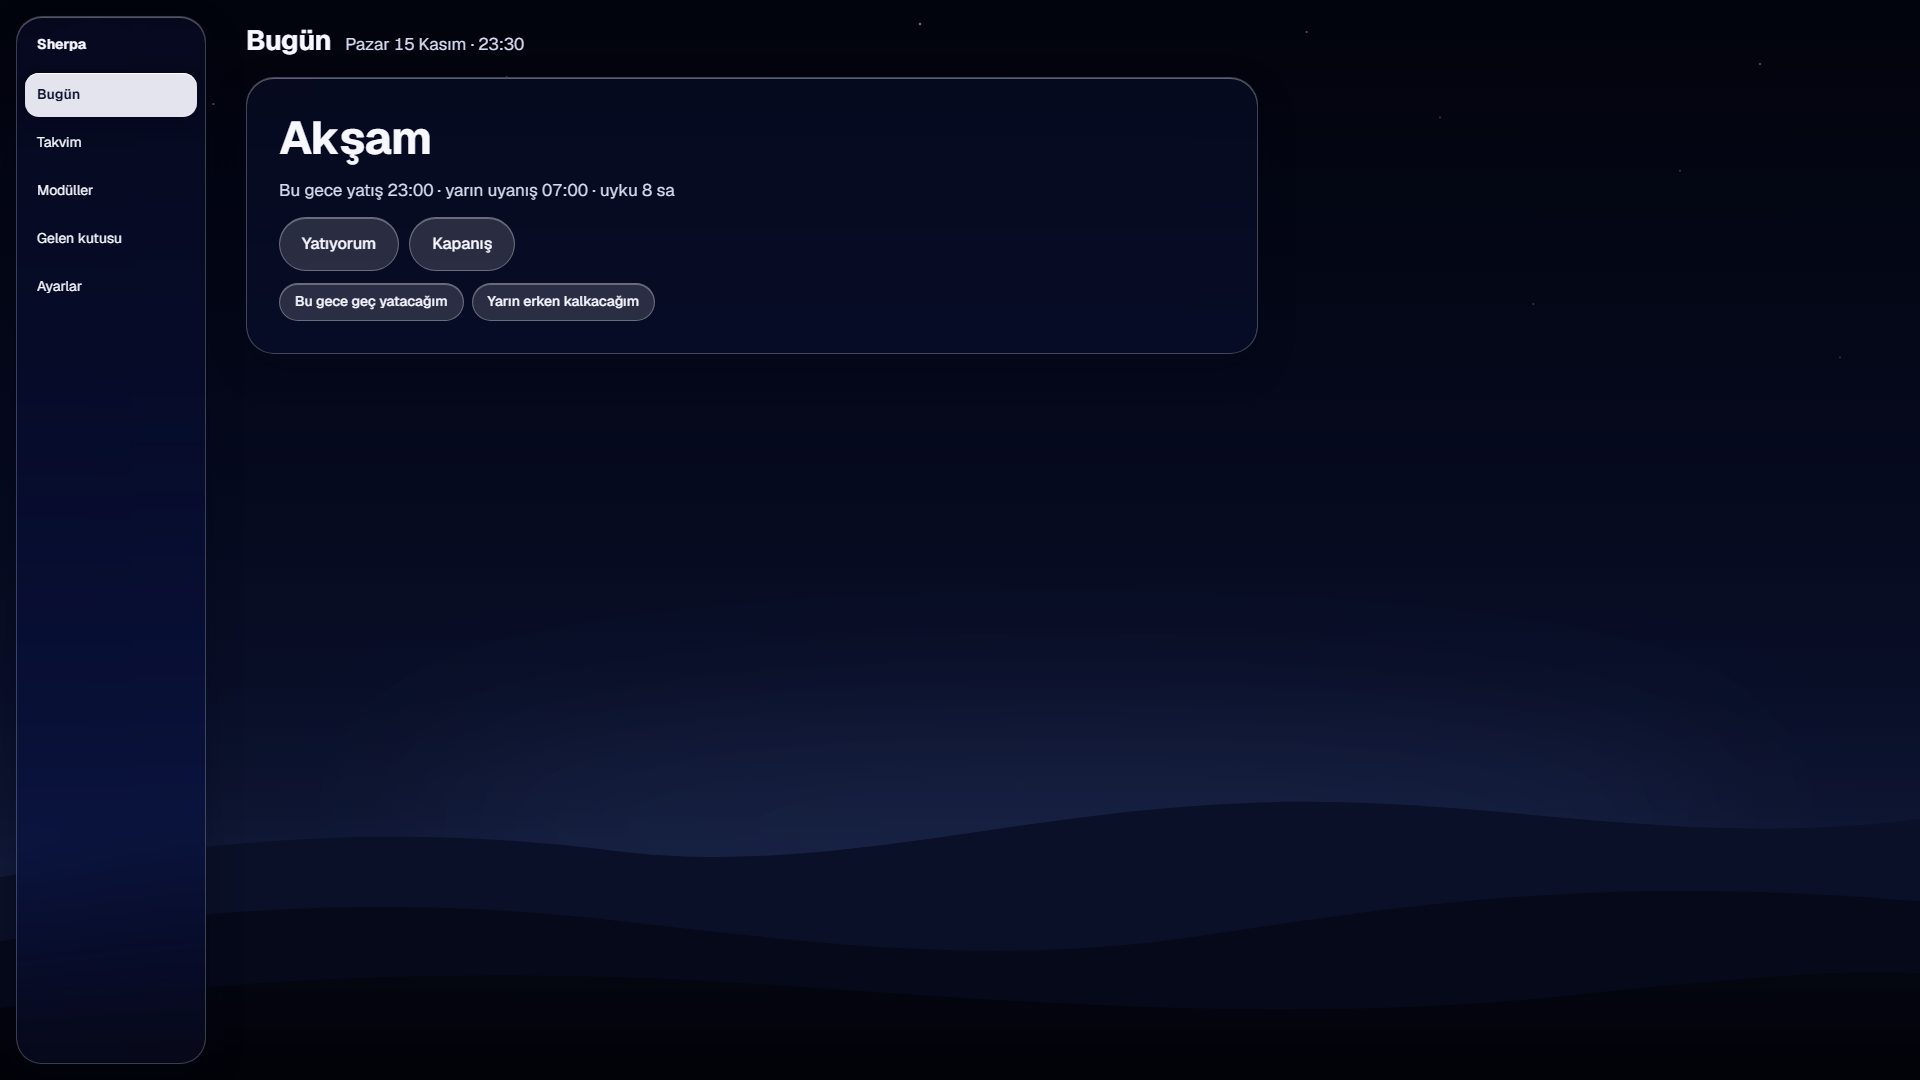 Sherpa
Bugün
Takvim
Modüller
Gelen kutusu
Ayarlar
Bugün Pazar 15 Kasım · 23:30
Akşam
Bu gece yatış 23:00 · yarın uyanış 07:00 · uyku 8 sa
Yatıyorum Kapanış
Bu gece geç yatacağım Yarın erken kalkacağım